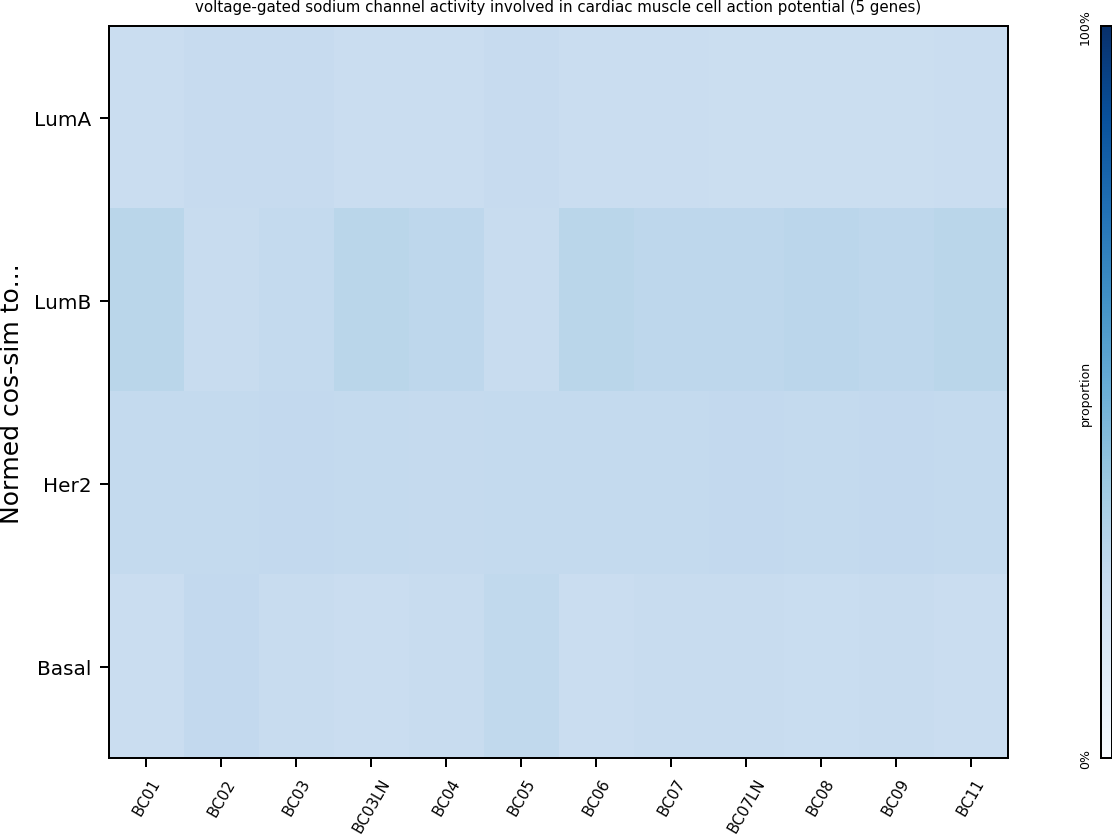 voltage-gated sodium channel activity involved in cardiac muscle cell action potential (5 genes)
Normed cos-sim to...
LumA
LumB
Her2
Basal
BC01
BC02
BC03
BC03LN
BC04
BC05
BC06
BC07
BC07LN
BC08
BC09
BC11
100%
proportion
0%